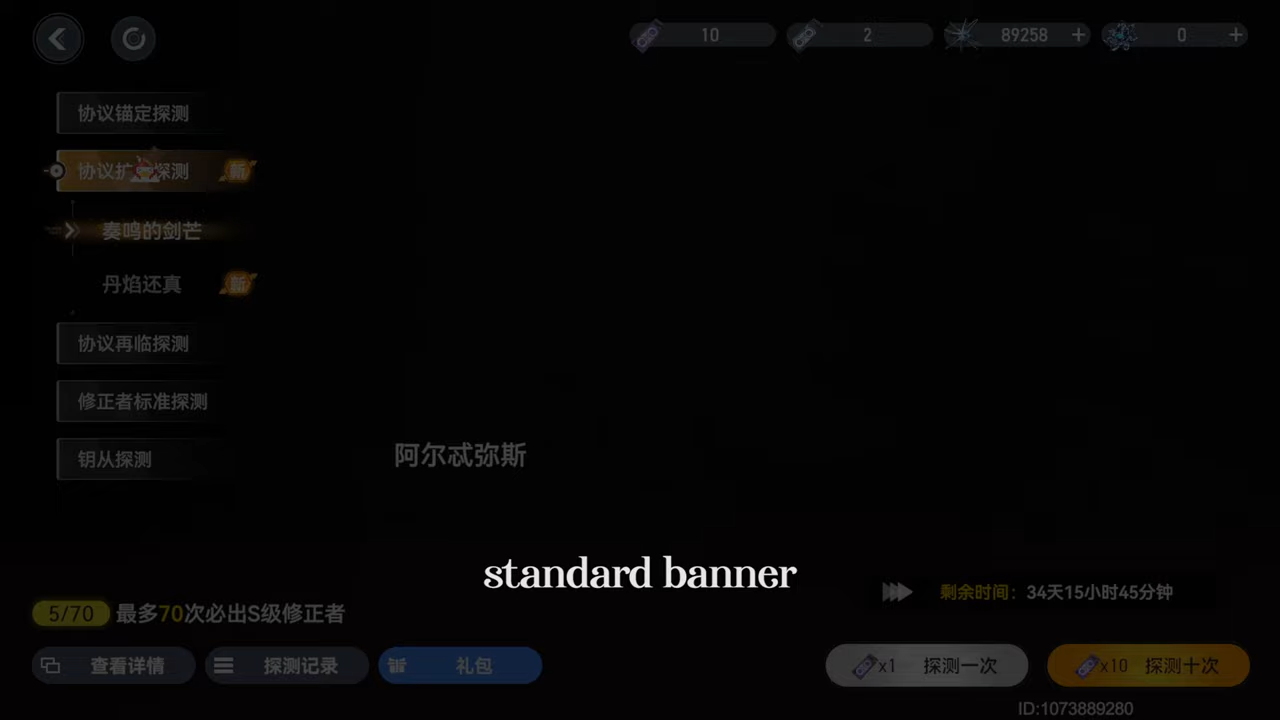 10
2
89258
0
协议锚定探测
协议扩探测
新
奏鸣的剑芒
丹焰还真
新
协议再临探测
修正者标准探测
钥从探测
阿尔忒弥斯
standard banner
剩余时间：34天15小时45分钟
5/70 最多70次必出S级修正者
查看详情
探测记录
礼包
x1 探测一次
x10 探测十次
ID:1073889280